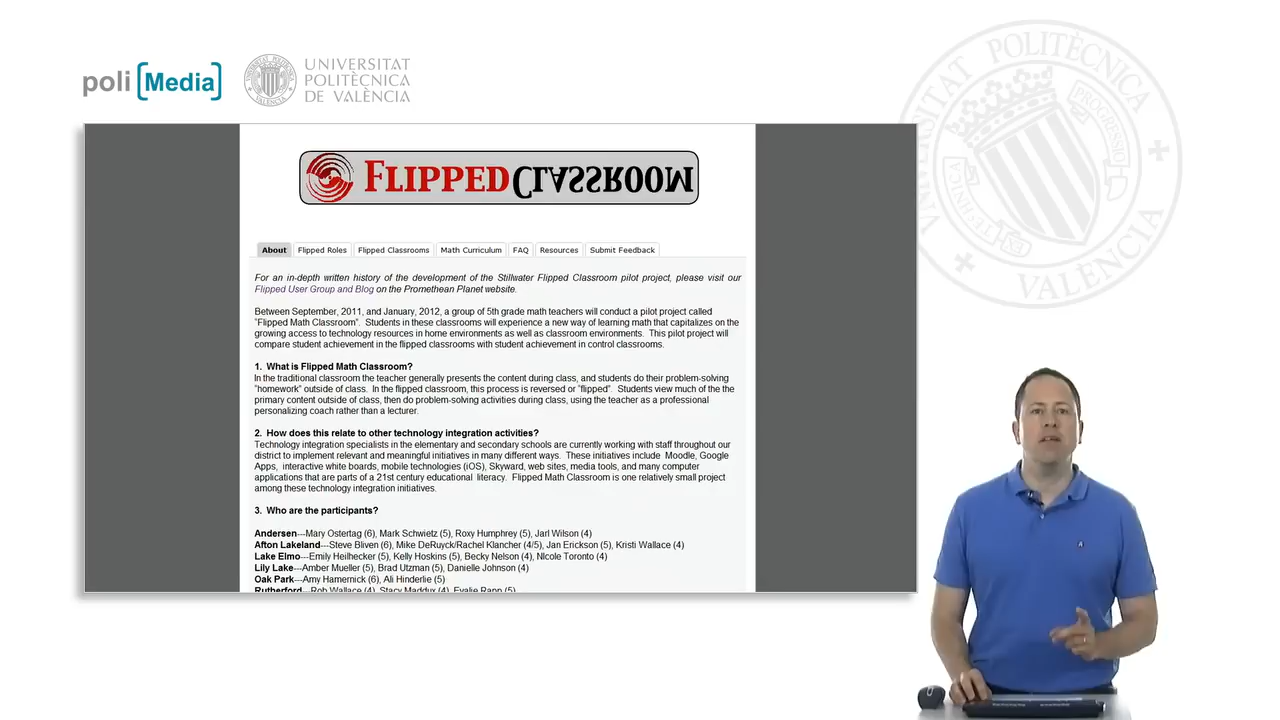 poli [Media]
UNIVERSITAT
POLITÈCNICA
DE VALÈNCIA
UNIVERSITAT POLITÈCNICA
DE VALÈNCIA
FLIPPEDCLASSROOM
About Flipped Roles Flipped Classrooms Math Curriculum FAQ Resources Submit Feedback
For an in-depth written history of the development of the Stillwater Flipped Classroom pilot project, please visit our
Flipped User Group and Blog on the Promethean Planet website.
Between September, 2011, and January, 2012, a group of 5th grade math teachers will conduct a pilot project called
"Flipped Math Classroom". Students in these classrooms will experience a new way of learning math that capitalizes on the
growing access to technology resources in home environments as well as classroom environments. This pilot project will
compare student achievement in the flipped classrooms with student achievement in control classrooms.
1. What is Flipped Math Classroom?
In the traditional classroom the teacher generally presents the content during class, and students do their problem-solving
"homework" outside of class. In the flipped classroom, this process is reversed or "flipped". Students view much of the the
primary content outside of class, then do problem-solving activities during class, using the teacher as a professional
personalizing coach rather than a lecturer.
2. How does this relate to other technology integration activities?
Technology integration specialists in the elementary and secondary schools are currently working with staff throughout our
district to implement relevant and meaningful initiatives in many different ways. These initiatives include Moodle, Google
Apps, interactive white boards, mobile technologies (iOS), Skyward, web sites, media tools, and many computer
applications that are parts of a 21st century educational literacy. Flipped Math Classroom is one relatively small project
among these technology integration initiatives.
3. Who are the participants?
Andersen---Mary Ostertag (6), Mark Schwietz (5), Roxy Humphrey (5), Jarl Wilson (4)
Afton Lakeland---Steve Bliven (6), Mike DeRuyck/Rachel Klancher (4/5), Jan Erickson (5), Kristi Wallace (4)
Lake Elmo---Emily Heilhecker (5), Kelly Hoskins (5), Becky Nelson (4), NIcole Toronto (4)
Lily Lake---Amber Mueller (5), Brad Utzman (5), Danielle Johnson (4)
Oak Park---Amy Hamernick (6), Ali Hinderlie (5)
Rutherford---Rob Wallace (4), Stacy Maddux (4), Evalie Rapp (5)